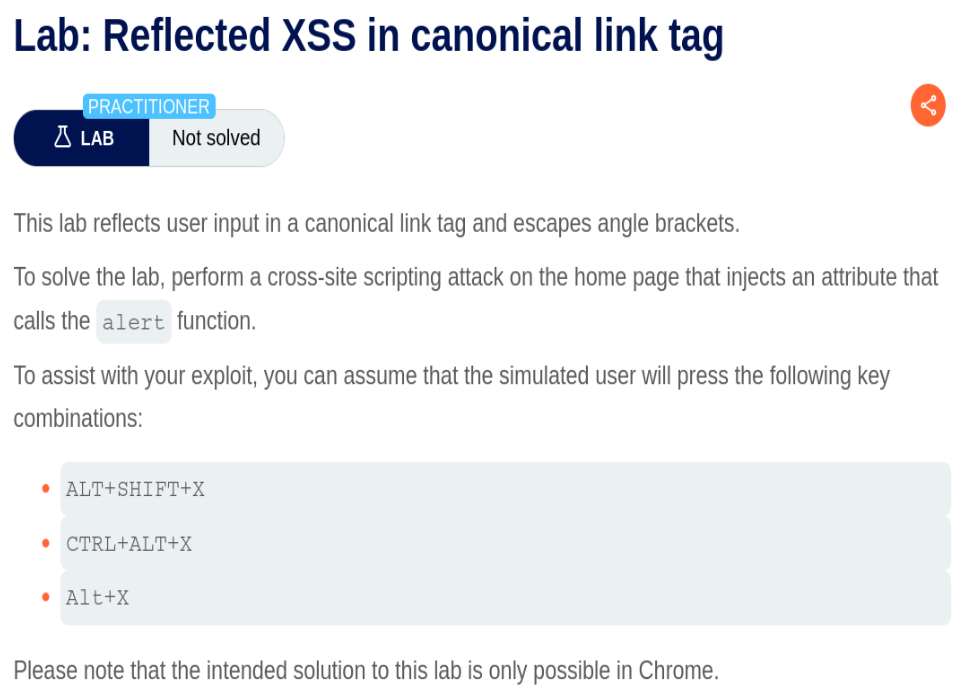 Lab: Reflected XSS in canonical link tag
PRACTITIONER
LAB
Not solved
This lab reflects user input in a canonical link tag and escapes angle brackets.
To solve the lab, perform a cross-site scripting attack on the home page that injects an attribute that
calls the alert function.
To assist with your exploit, you can assume that the simulated user will press the following key
combinations:
ALT+SHIFT+X
CTRL+ALT+X
Alt+X
Please note that the intended solution to this lab is only possible in Chrome.